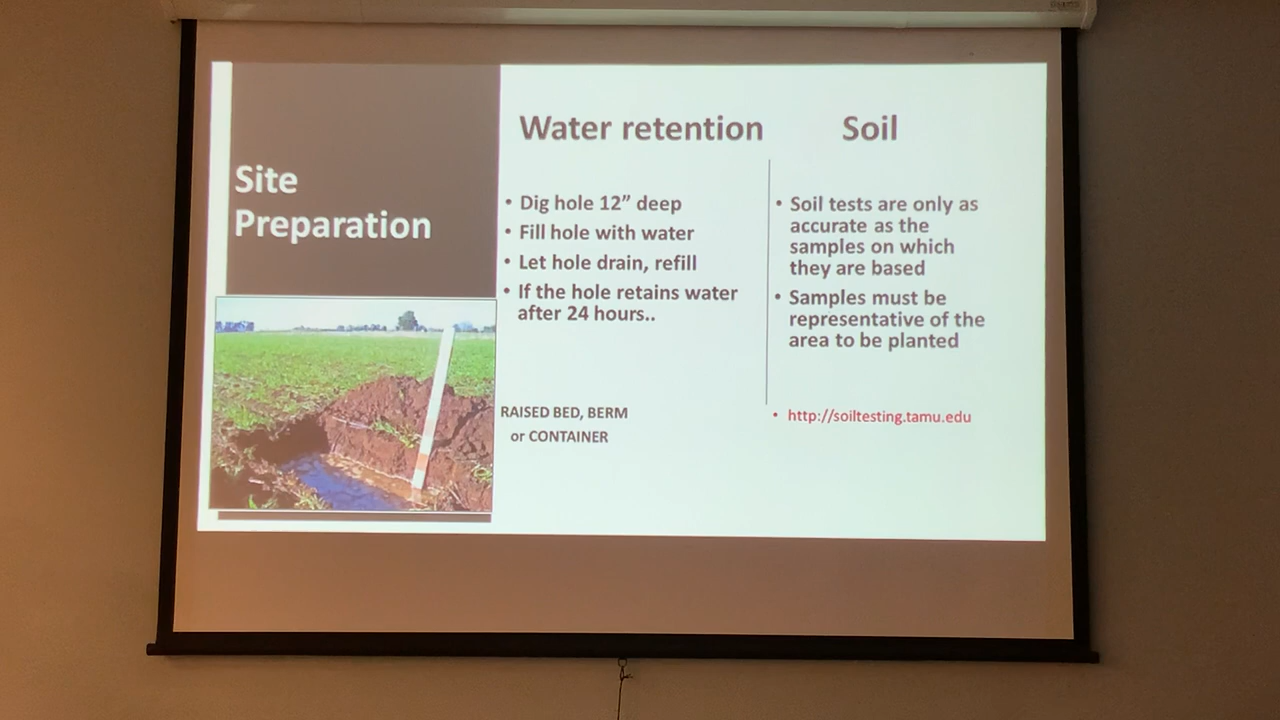 Site
Preparation
Water retention
• Dig hole 12” deep
• Fill hole with water
• Let hole drain, refill
• If the hole retains water
after 24 hours..
RAISED BED, BERM
or CONTAINER
Soil
• Soil tests are only as
accurate as the
samples on which
they are based
• Samples must be
representative of the
area to be planted
• http://soiltesting.tamu.edu